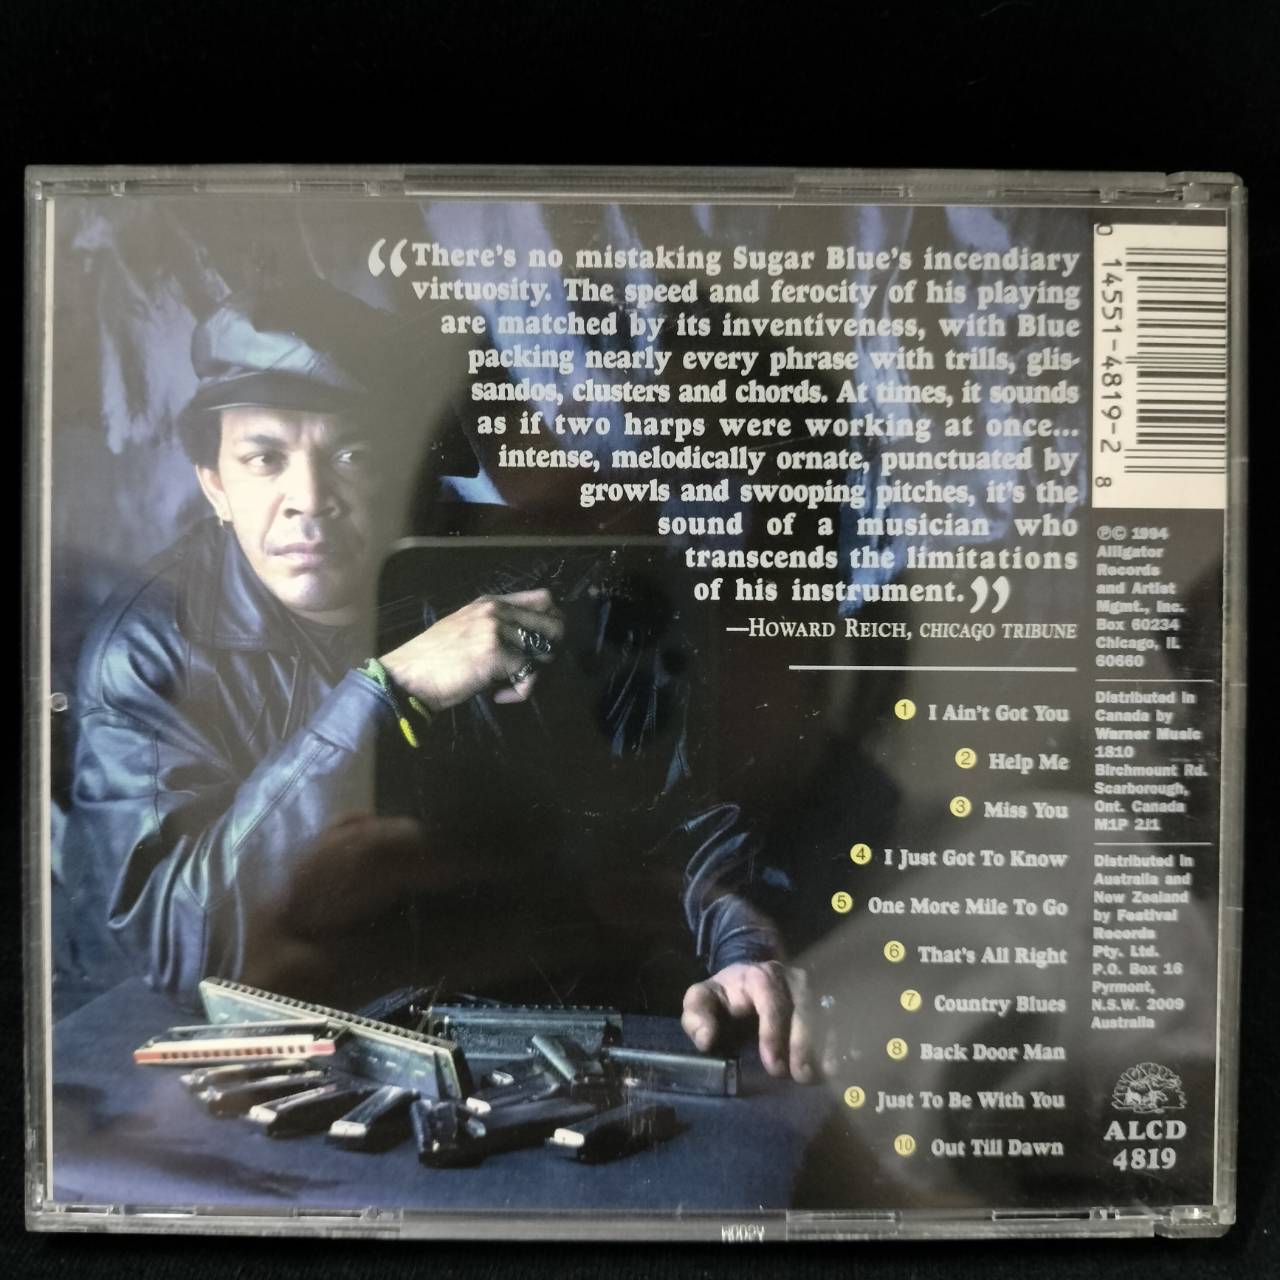 “There's no mistaking Sugar Blue's incendiary
virtuosity. The speed and ferocity of his playing
are matched by its inventiveness, with Blue
packing nearly every phrase with trills, glis-
sandos, clusters and chords. At times, it sounds
as if two harps were working at once...
intense, melodically ornate, punctuated by
growls and swooping pitches, it's the
sound of a musician who
transcends the limitations
of his instrument.”
—HOWARD REICH, CHICAGO TRIBUNE
1 I Ain't Got You
2 Help Me
3 Miss You
4 I Just Got To Know
5 One More Mile To Go
6 That's All Right
7 Country Blues
8 Back Door Man
9 Just To Be With You
10 Out Till Dawn
0 14551-4819-2 8
℗© 1994
Alligator
Records
and Artist
Mgmt., Inc.
Box 60234
Chicago, IL
60660
Distributed in
Canada by
Warner Music
1810
Birchmount Rd.
Scarborough,
Ont. Canada
M1P 2J1
Distributed in
Australia and
New Zealand
by Festival
Records
Pty. Ltd.
P.O. Box 16
Pyrmont,
N.S.W. 2009
Australia
ALCD
4819